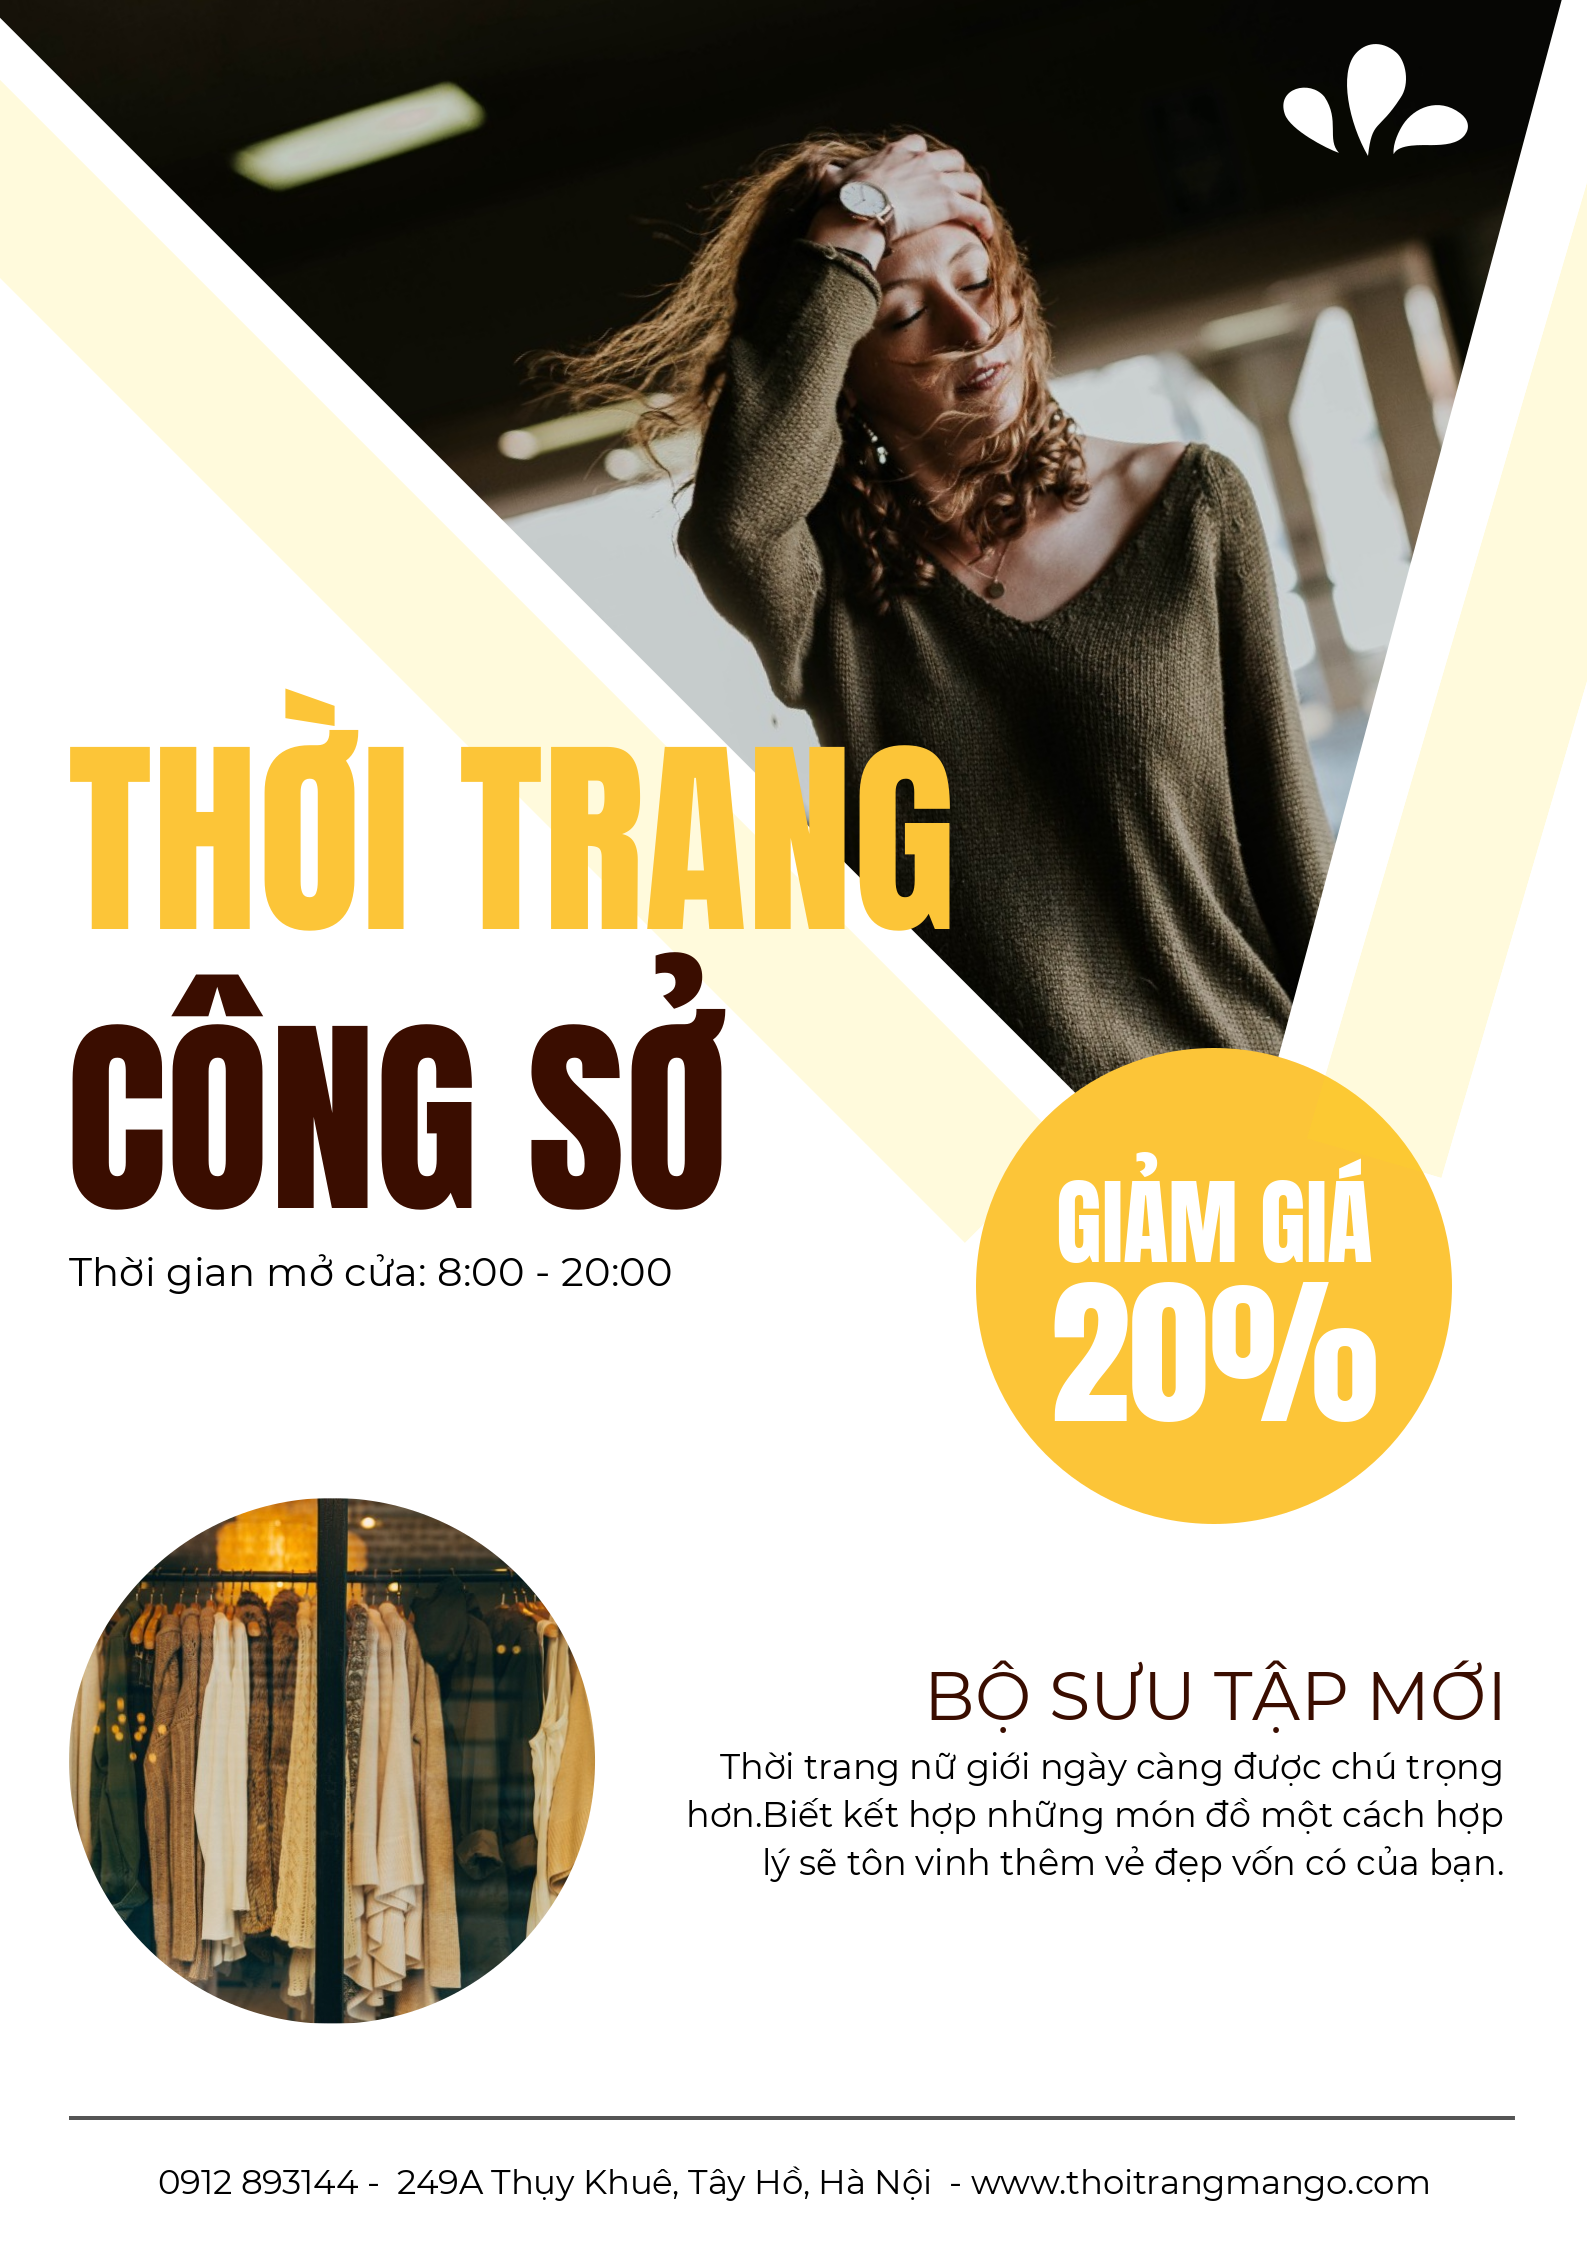 THỜI TRANG
CÔNG SỞ
Thời gian mở cửa: 8:00 - 20:00
GIẢM GIÁ
20%
BỘ SƯU TẬP MỚI
Thời trang nữ giới ngày càng được chú trọng
hơn.Biết kết hợp những món đồ một cách hợp
lý sẽ tôn vinh thêm vẻ đẹp vốn có của bạn.
0912 893144 -  249A Thụy Khuê, Tây Hồ, Hà Nội  - www.thoitrangmango.com